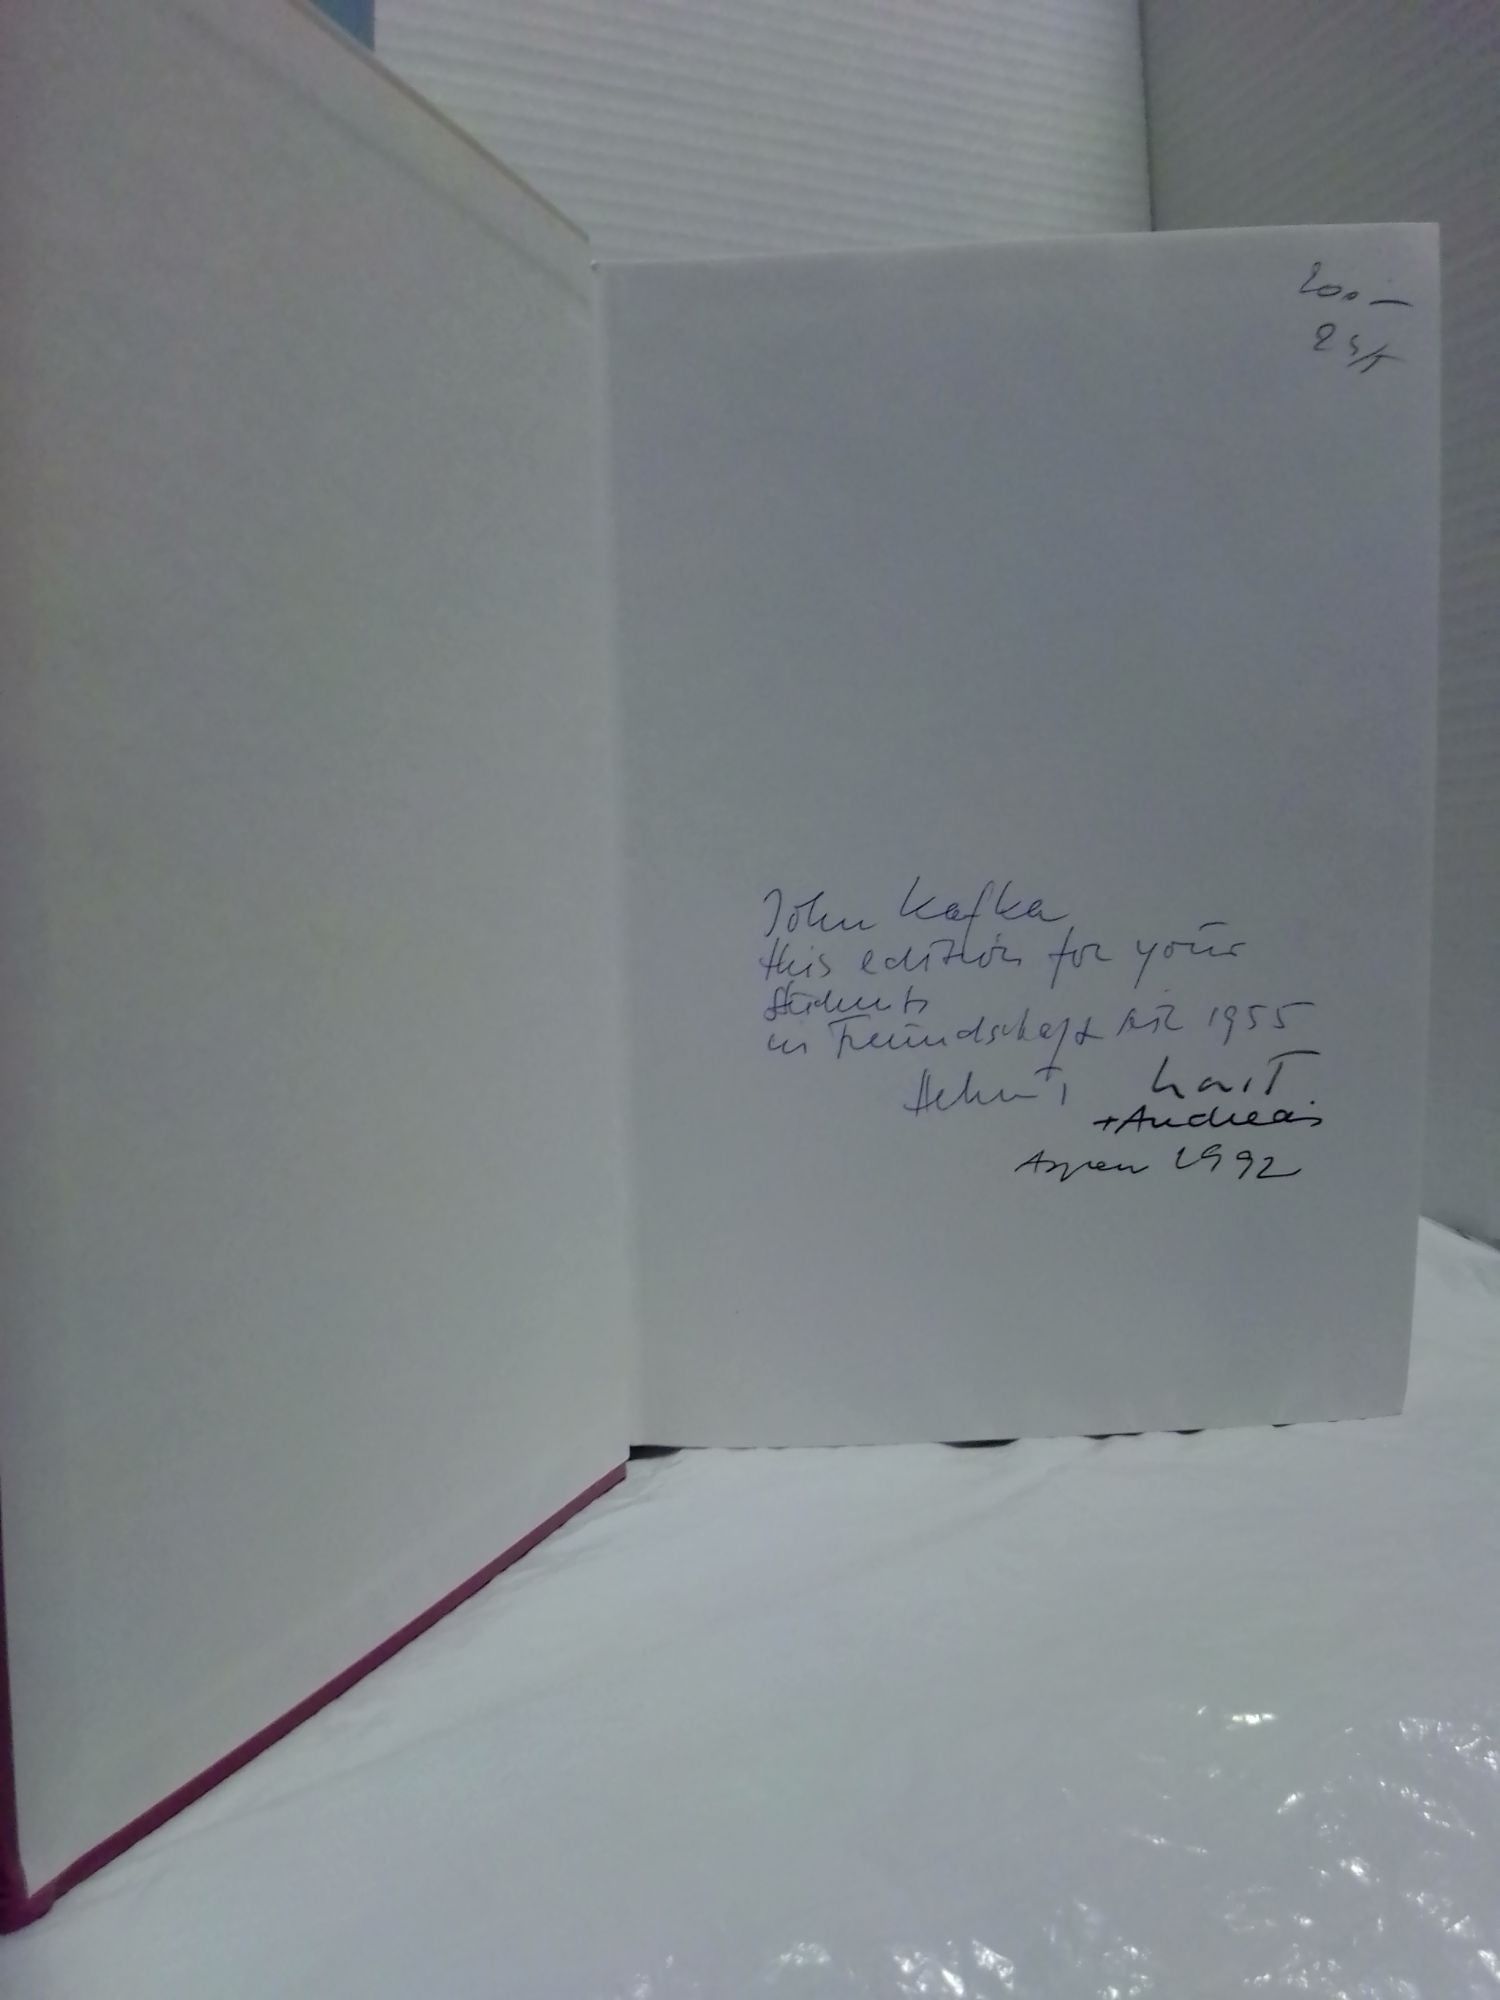 200.–
John Kafka
this edition for your
students
in Freundschaft seit 1955
Helmut
+Andreas
Aspen 1992